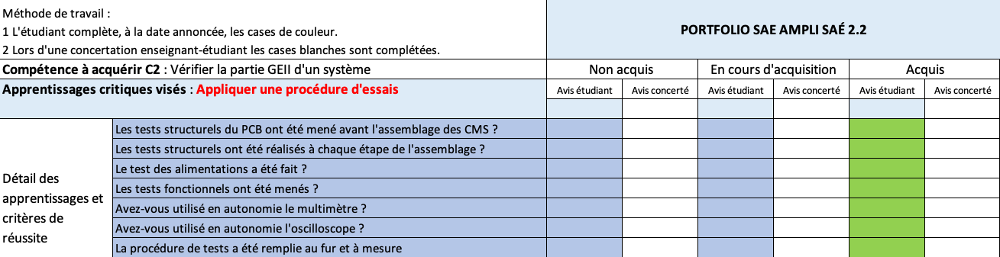 Méthode de travail :
1 L'étudiant complète, à la date annoncée, les cases de couleur.
2 Lors d'une concertation enseignant-étudiant les cases blanches sont complétées.
PORTFOLIO SAE AMPLI SAÉ 2.2
Compétence à acquérir C2 : Vérifier la partie GEII d'un système
Non acquis
En cours d'acquisition
Acquis
Apprentissages critiques visés : Appliquer une procédure d'essais
Avis étudiant
Avis concerté
Avis étudiant
Avis concerté
Avis étudiant
Avis concerté
Détail des
apprentissages et
critères de
réussite
Les tests structurels du PCB ont été mené avant l'assemblage des CMS ?
Les tests structurels ont été réalisés à chaque étape de l'assemblage ?
Le test des alimentations a été fait ?
Les tests fonctionnels ont été menés ?
Avez-vous utilisé en autonomie le multimètre ?
Avez-vous utilisé en autonomie l'oscilloscope ?
La procédure de tests a été remplie au fur et à mesure